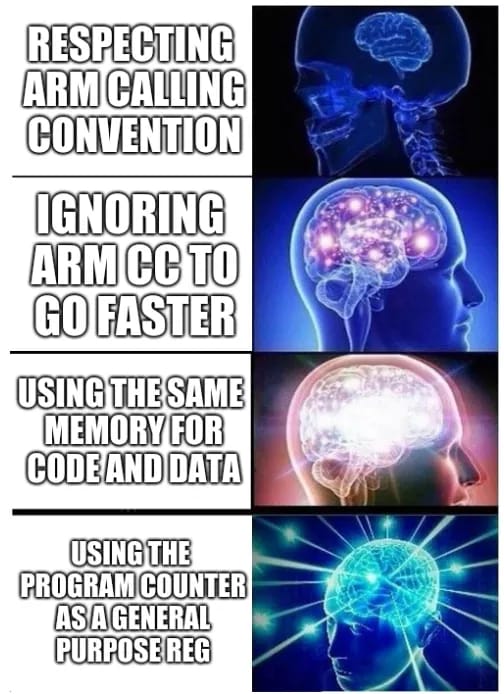 RESPECTING
ARM CALLING
CONVENTION
IGNORING
ARM CC TO
GO FASTER
USING THE SAME
MEMORY FOR
CODE AND DATA
USING THE
PROGRAM COUNTER
AS A GENERAL
PURPOSE REG